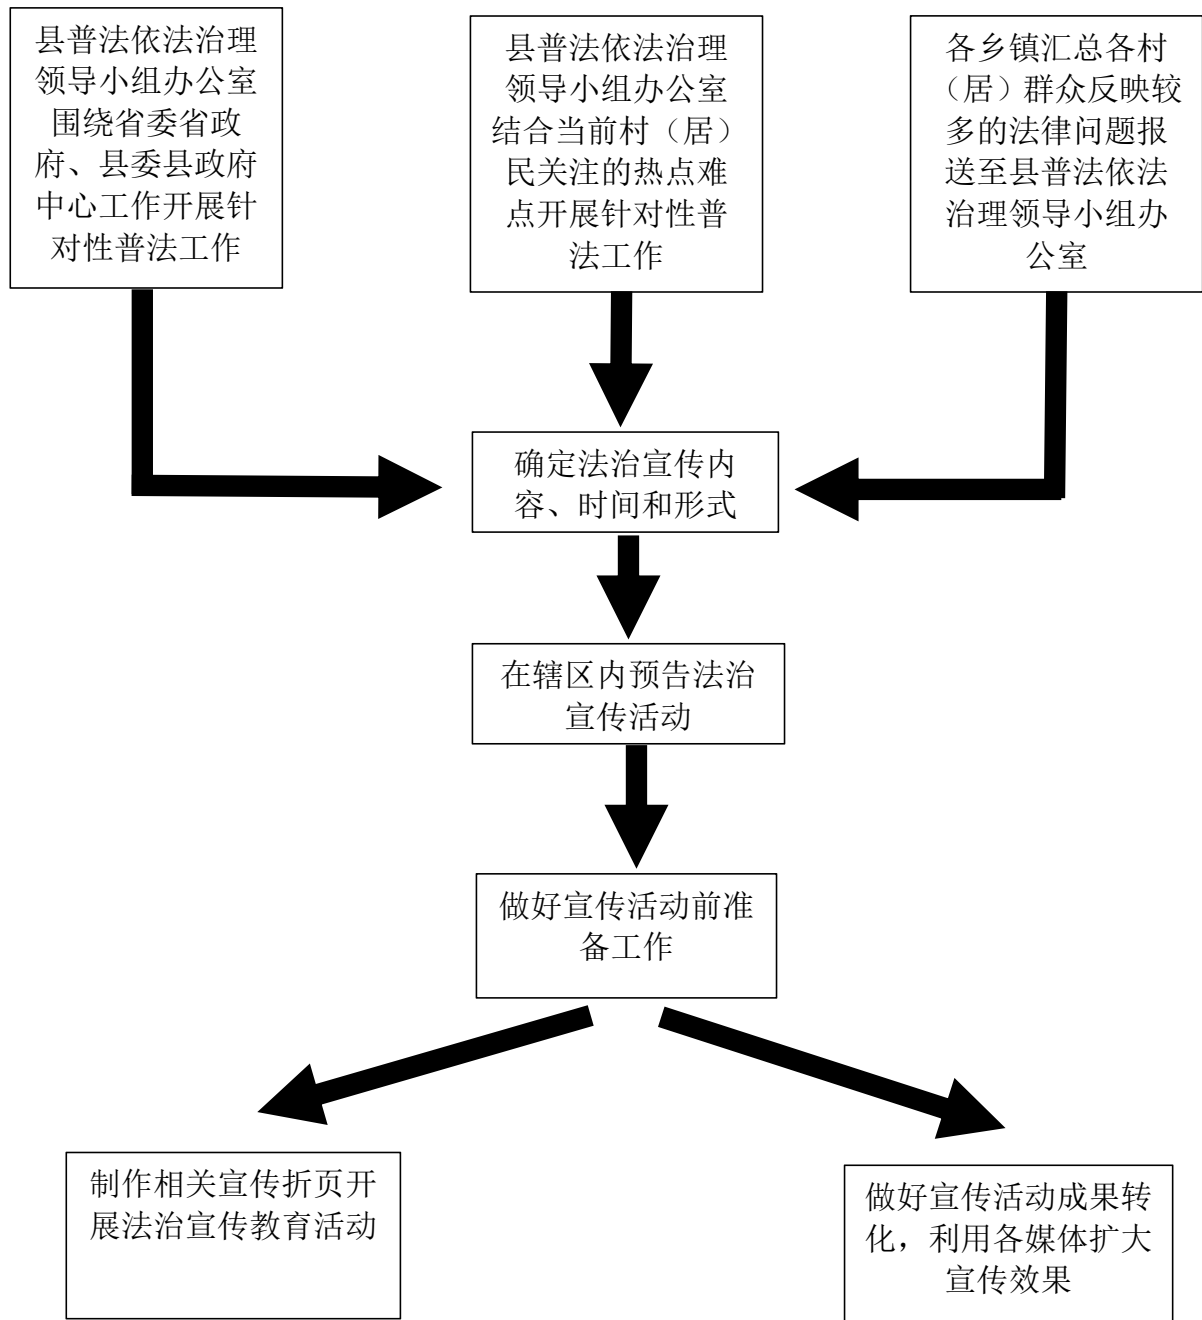 县普法依法治理
领导小组办公室
围绕省委省政
府、县委县政府
中心工作开展针
对性普法工作
县普法依法治理
领导小组办公室
结合当前村（居）
民关注的热点难
点开展针对性普
法工作
各乡镇汇总各村
（居）群众反映较
多的法律问题报
送至县普法依法
治理领导小组办
公室
确定法治宣传内
容、时间和形式
在辖区内预告法治
宣传活动
做好宣传活动前准
备工作
制作相关宣传折页开
展法治宣传教育活动
做好宣传活动成果转
化，利用各媒体扩大
宣传效果